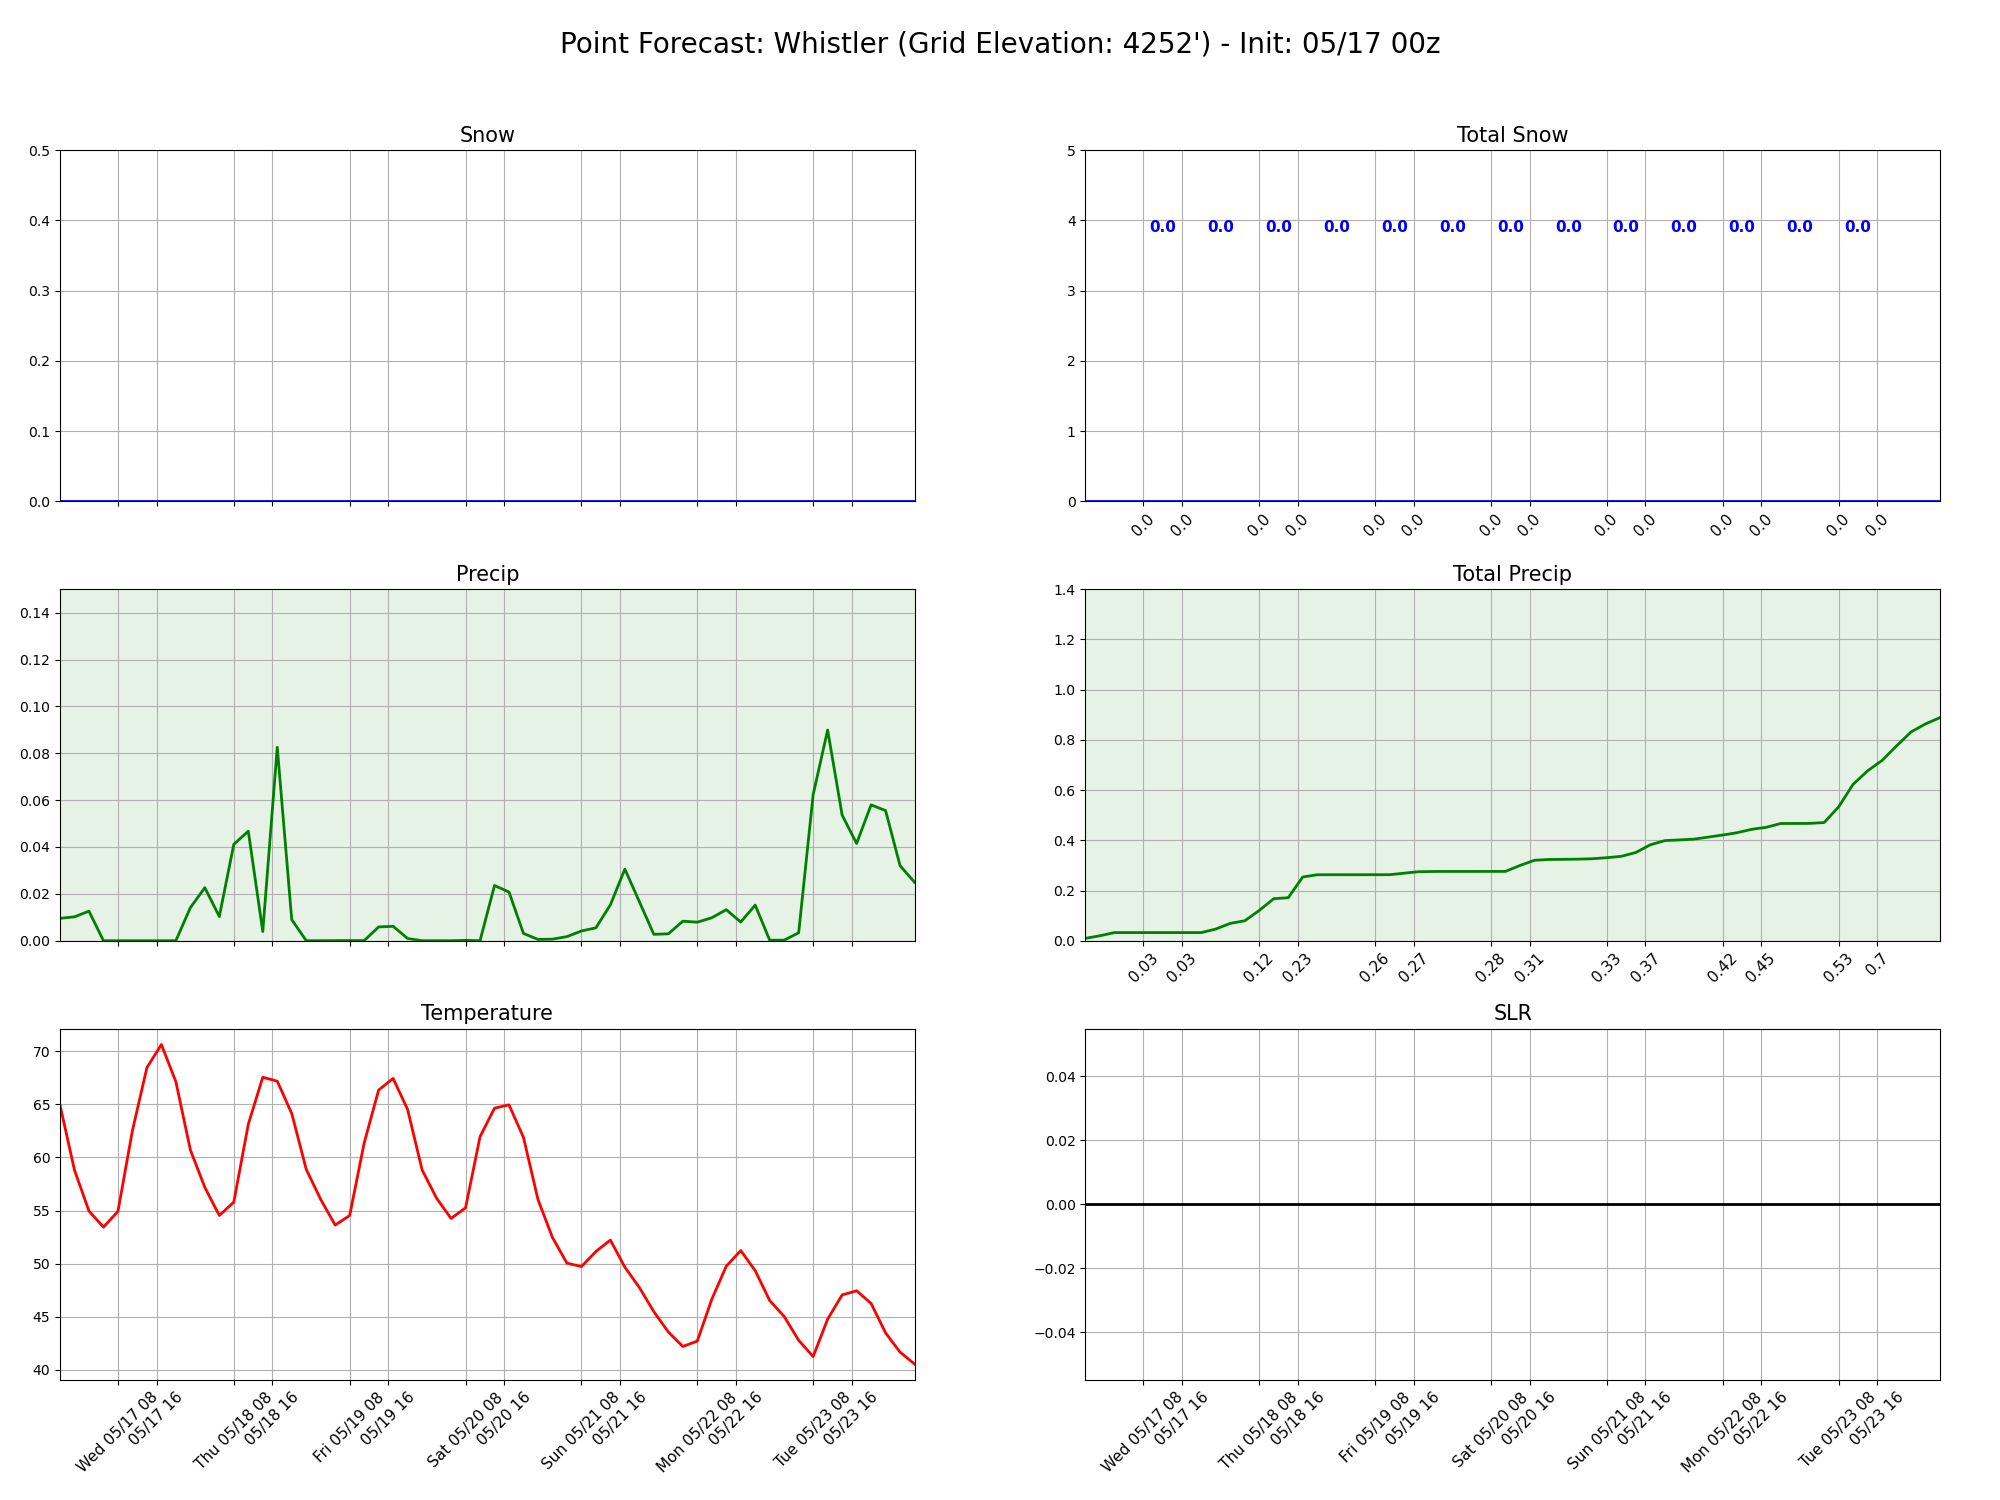 Point Forecast: Whistler (Grid Elevation: 4252') - Init: 05/17 00z
Snow
0.5
0.4
0.3
0.2
0.1
0.0
Total Snow
5
4
3
2
1
0
0.0 0.0 0.0 0.0 0.0 0.0 0.0 0.0 0.0 0.0 0.0 0.0 0.0
0.0 0.0 0.0 0.0 0.0 0.0 0.0 0.0 0.0 0.0 0.0 0.0 0.0 0.0
Precip
0.14
0.12
0.10
0.08
0.06
0.04
0.02
0.00
Total Precip
1.4
1.2
1.0
0.8
0.6
0.4
0.2
0.0
0.03 0.03 0.12 0.23 0.26 0.27 0.28 0.31 0.33 0.37 0.42 0.45 0.53 0.7
Temperature
70
65
60
55
50
45
40
Wed 05/17 08
05/17 16
Thu 05/18 08
05/18 16
Fri 05/19 08
05/19 16
Sat 05/20 08
05/20 16
Sun 05/21 08
05/21 16
Mon 05/22 08
05/22 16
Tue 05/23 08
05/23 16
SLR
0.04
0.02
0.00
−0.02
−0.04
Wed 05/17 08
05/17 16
Thu 05/18 08
05/18 16
Fri 05/19 08
05/19 16
Sat 05/20 08
05/20 16
Sun 05/21 08
05/21 16
Mon 05/22 08
05/22 16
Tue 05/23 08
05/23 16